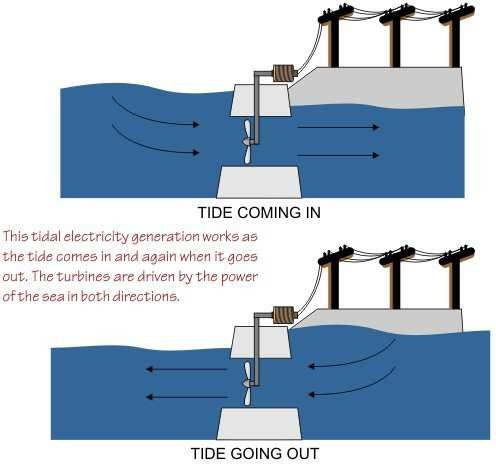 TIDE COMING IN
This tidal electricity generation works as
the tide comes in and again when it goes
out. The turbines are driven by the power
of the sea in both directions.
TIDE GOING OUT